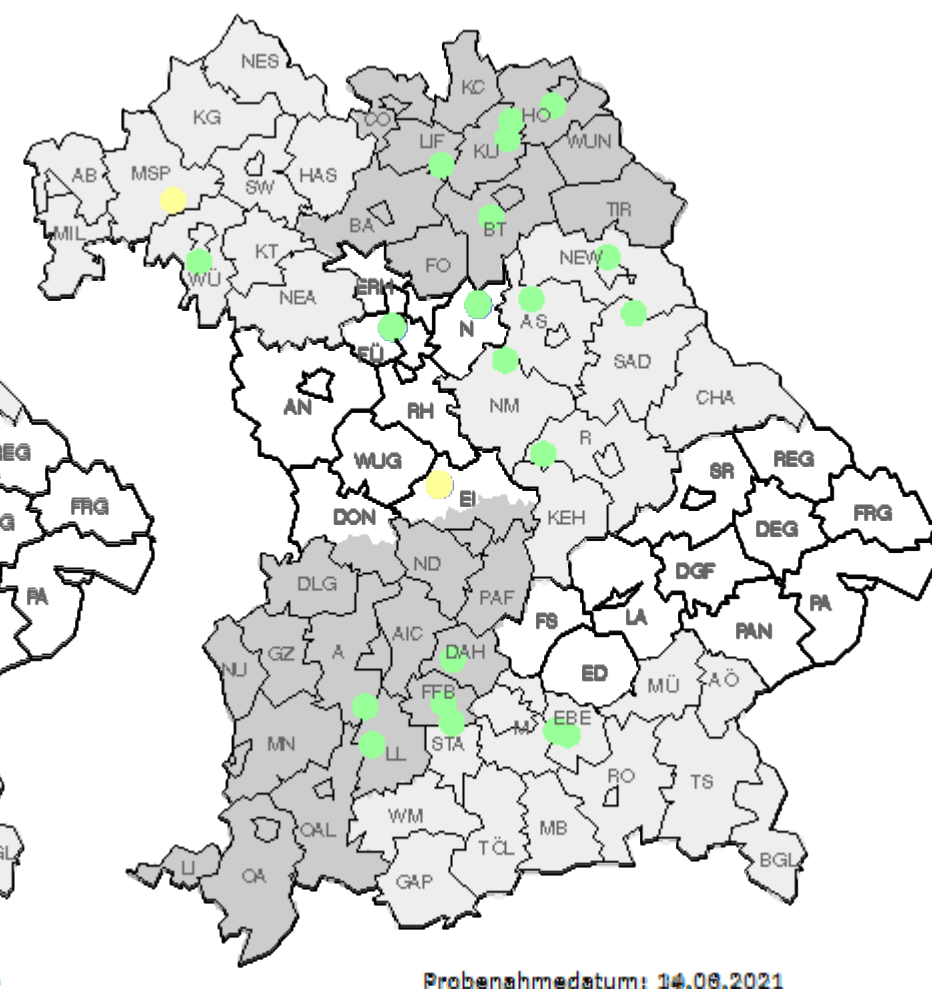 NES
KC
KG
CO
HO
LIF
KU
WUN
AB
MSP
SW
HAS
BA
TIR
MIL
BT
KT
WÜ
FO
NEW
NEA
ERH
N
AS
FÜ
SAD
AN
RH
NM
CHA
R
REG
WUG
SR
REG
EI
FRG
DON
KEH
DEG
FRG
G
ND
DGF
DLG
PAF
PA
PA
FS
LA
AIC
PAN
GZ
A
DAH
NU
ED
MÜ
AÖ
FFB
EBE
M
MN
STA
LL
RO
TS
WM
OAL
MB
TÖL
GL
BGL
LI
OA
GAP
Probenahmedatum: 14.06.2021